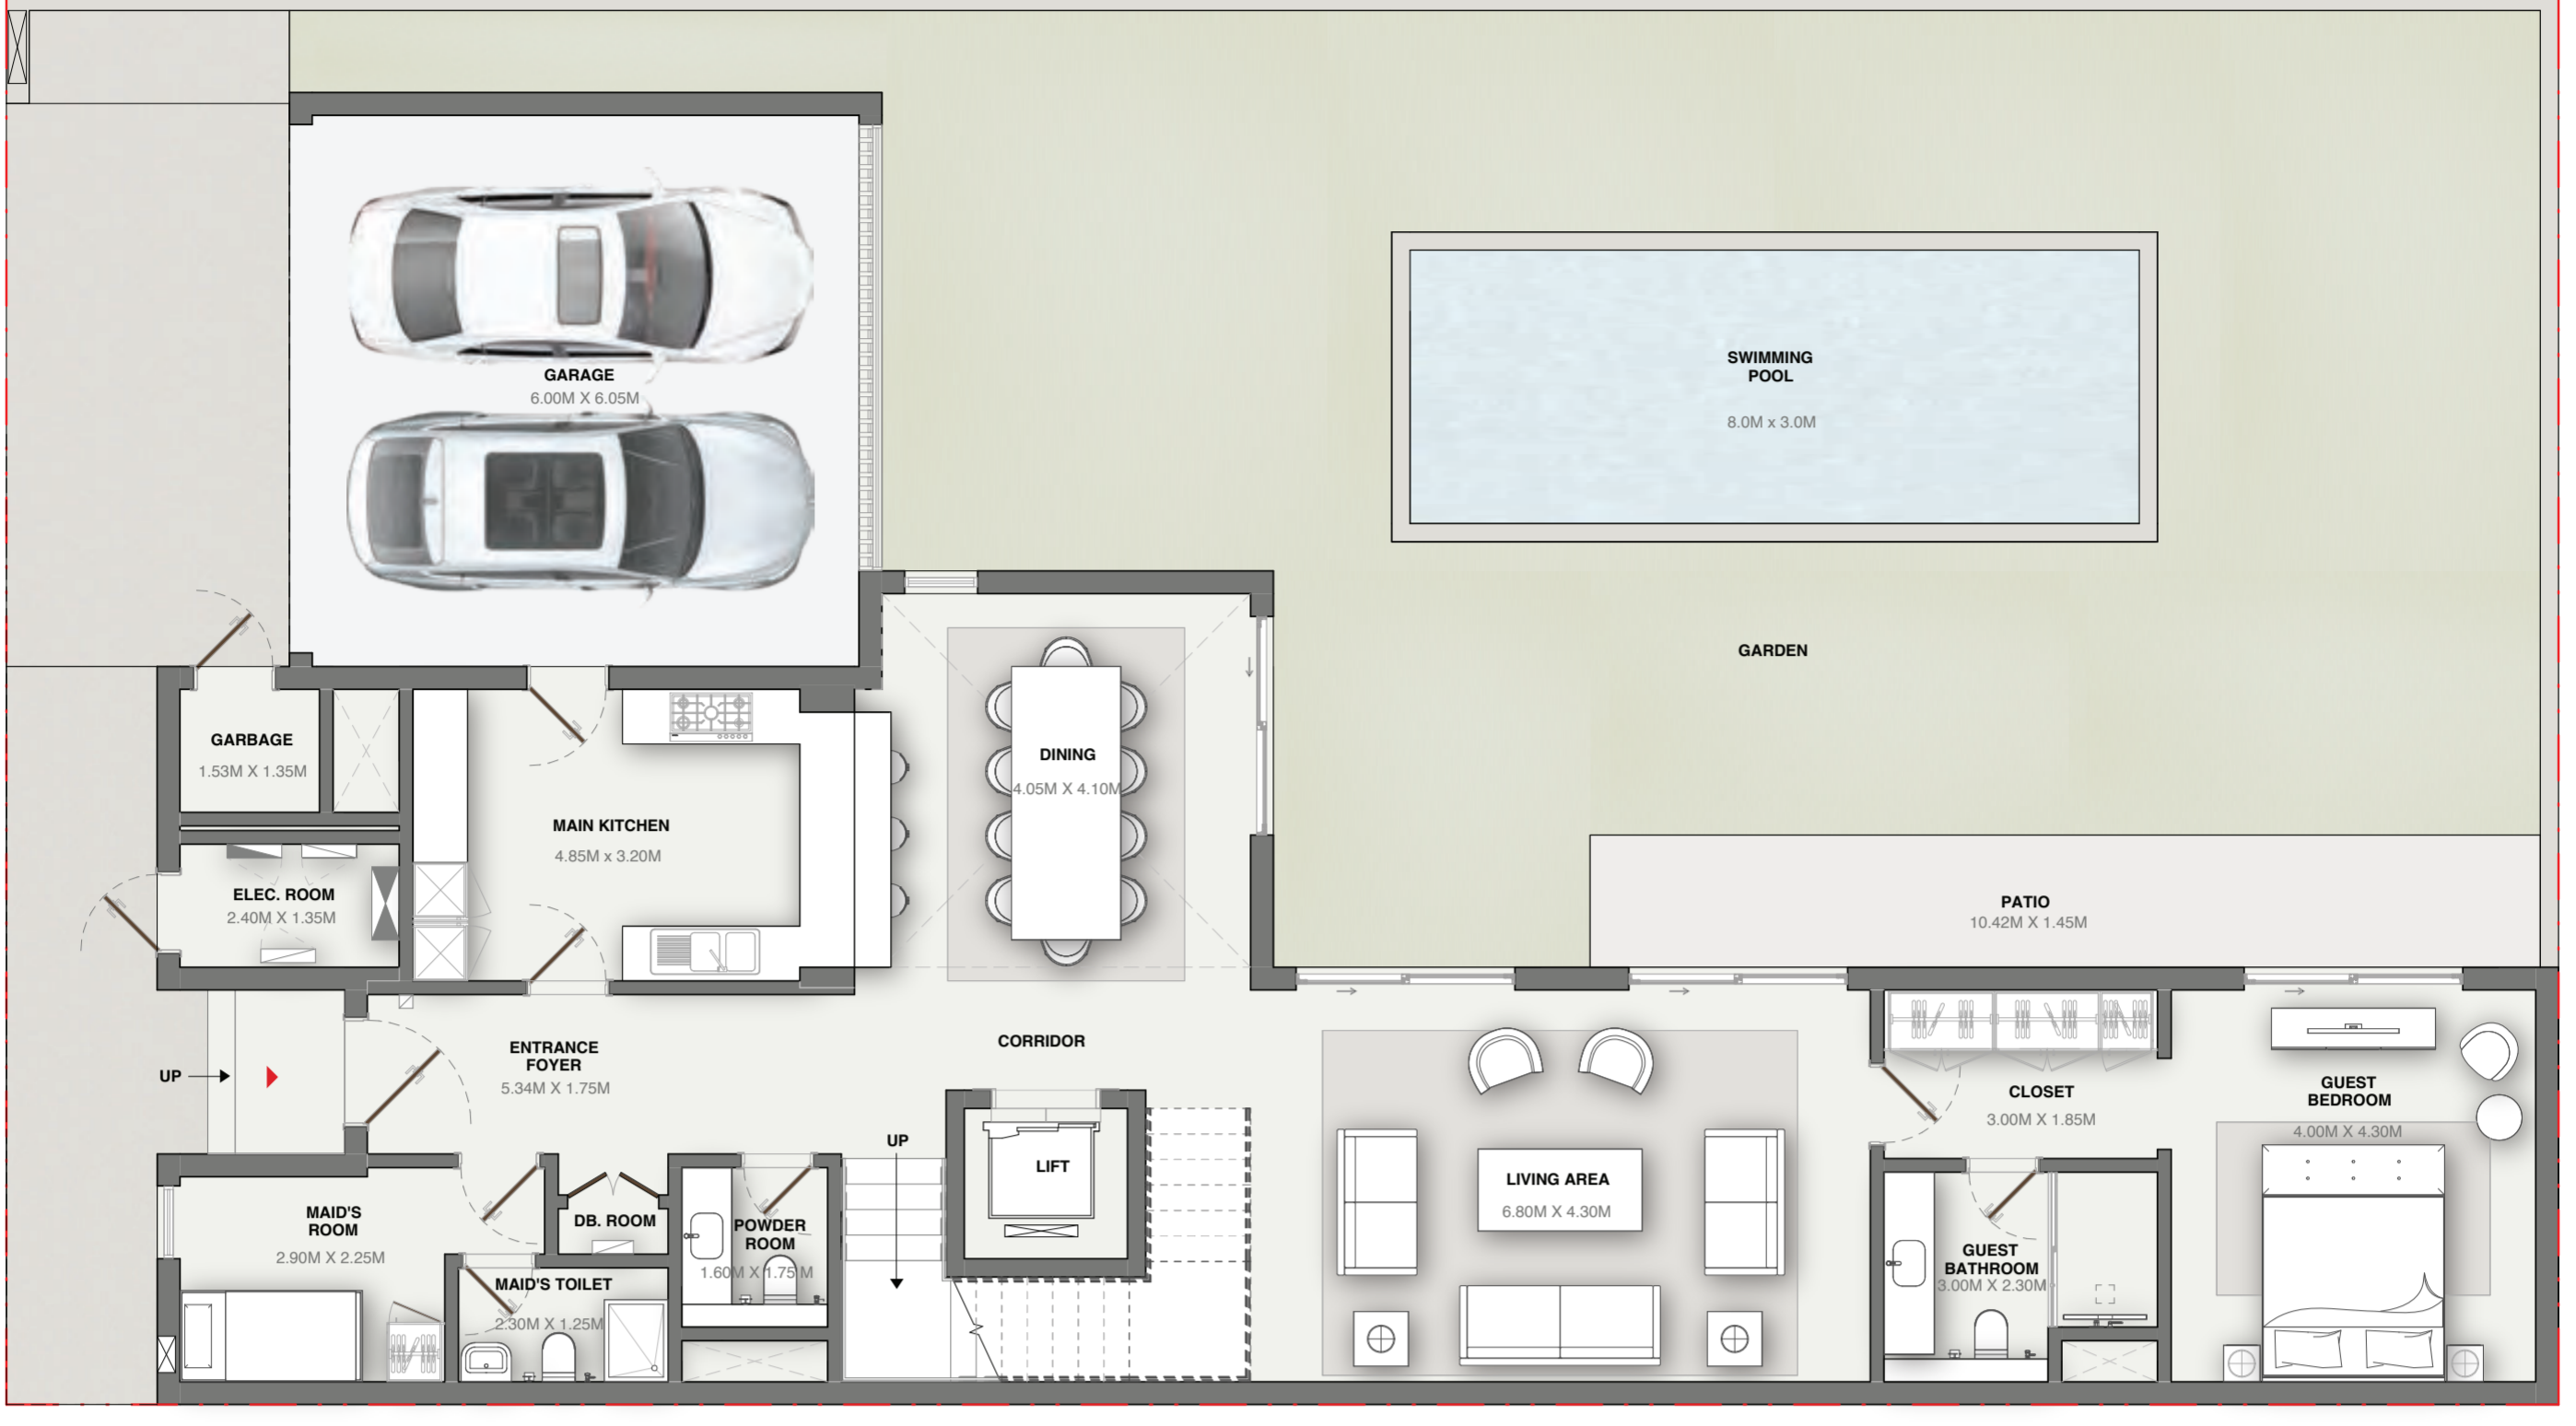 GARAGE
6.00M X 6.05M
SWIMMING
POOL
8.0M x 3.0M
GARDEN
GARBAGE
1.53M X 1.35M
DINING
4.05M X 4.10M
MAIN KITCHEN
4.85M x 3.20M
ELEC. ROOM
2.40M X 1.35M
PATIO
10.42M X 1.45M
ENTRANCE
FOYER
5.34M X 1.75M
CORRIDOR
UP
CLOSET
3.00M X 1.85M
GUEST
BEDROOM
4.00M X 4.30M
UP
LIFT
LIVING AREA
6.80M X 4.30M
MAID'S
ROOM
2.90M X 2.25M
DB. ROOM
POWDER
ROOM
1.60M X 1.75 M
MAID'S TOILET
2.30M X 1.25M
GUEST
BATHROOM
3.00M X 2.30M